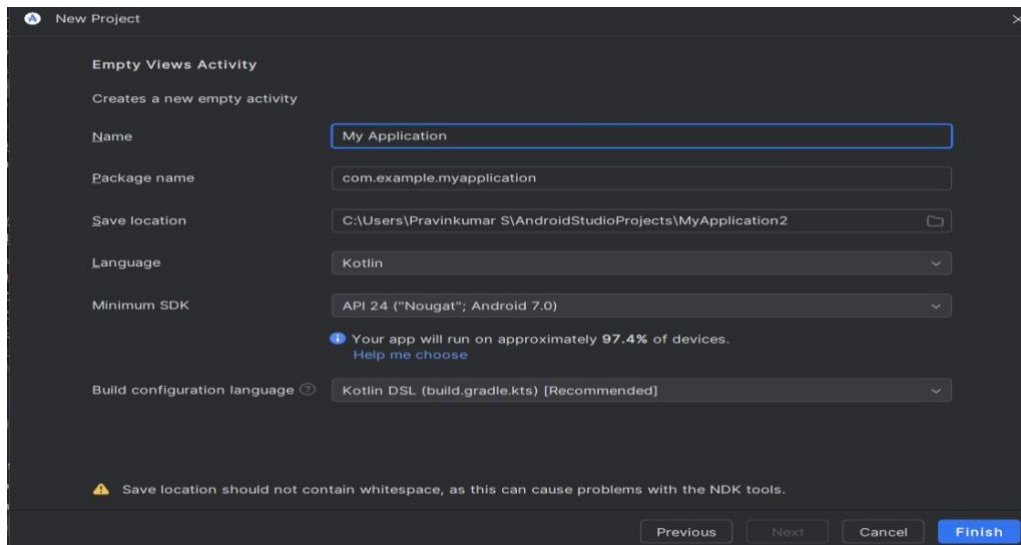 New Project
Empty Views Activity
Creates a new empty activity
Name
My Application
Package name
com.example.myapplication
Save location
C:\Users\Pravinkumar S\AndroidStudioProjects\MyApplication2
Language
Kotlin
Minimum SDK
API 24 ("Nougat"; Android 7.0)
Your app will run on approximately 97.4% of devices.
Help me choose
Build configuration language
Kotlin DSL (build.gradle.kts) [Recommended]
Save location should not contain whitespace, as this can cause problems with the NDK tools.
Previous
Next
Cancel
Finish